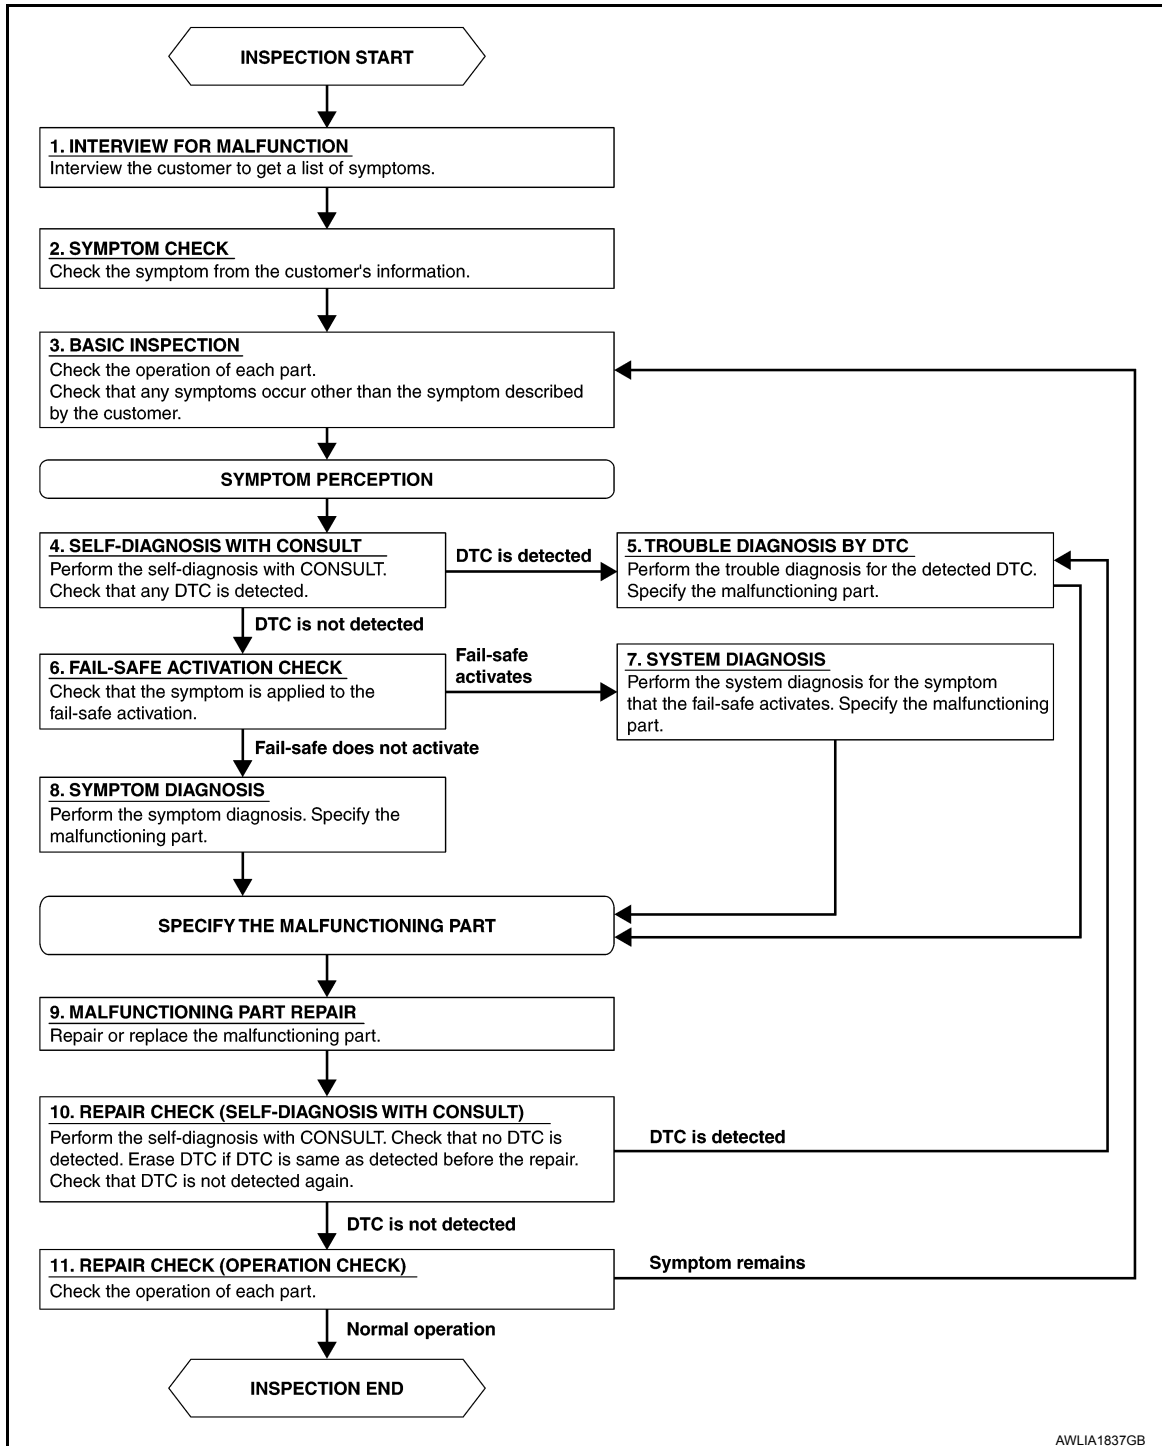 INSPECTION START
1. INTERVIEW FOR MALFUNCTION
Interview the customer to get a list of symptoms.
2. SYMPTOM CHECK
Check the symptom from the customer's information.
3. BASIC INSPECTION
Check the operation of each part.
Check that any symptoms occur other than the symptom described
by the customer.
SYMPTOM PERCEPTION
4. SELF-DIAGNOSIS WITH CONSULT
Perform the self-diagnosis with CONSULT.
Check that any DTC is detected.
DTC is detected
5. TROUBLE DIAGNOSIS BY DTC
Perform the trouble diagnosis for the detected DTC.
Specify the malfunctioning part.
DTC is not detected
6. FAIL-SAFE ACTIVATION CHECK
Check that the symptom is applied to the
fail-safe activation.
Fail-safe
activates
7. SYSTEM DIAGNOSIS
Perform the system diagnosis for the symptom
that the fail-safe activates. Specify the malfunctioning
part.
Fail-safe does not activate
8. SYMPTOM DIAGNOSIS
Perform the symptom diagnosis. Specify the
malfunctioning part.
SPECIFY THE MALFUNCTIONING PART
9. MALFUNCTIONING PART REPAIR
Repair or replace the malfunctioning part.
10. REPAIR CHECK (SELF-DIAGNOSIS WITH CONSULT)
Perform the self-diagnosis with CONSULT. Check that no DTC is
detected. Erase DTC if DTC is same as detected before the repair.
Check that DTC is not detected again.
DTC is detected
DTC is not detected
11. REPAIR CHECK (OPERATION CHECK)
Check the operation of each part.
Symptom remains
Normal operation
INSPECTION END
AWLIA1837GB